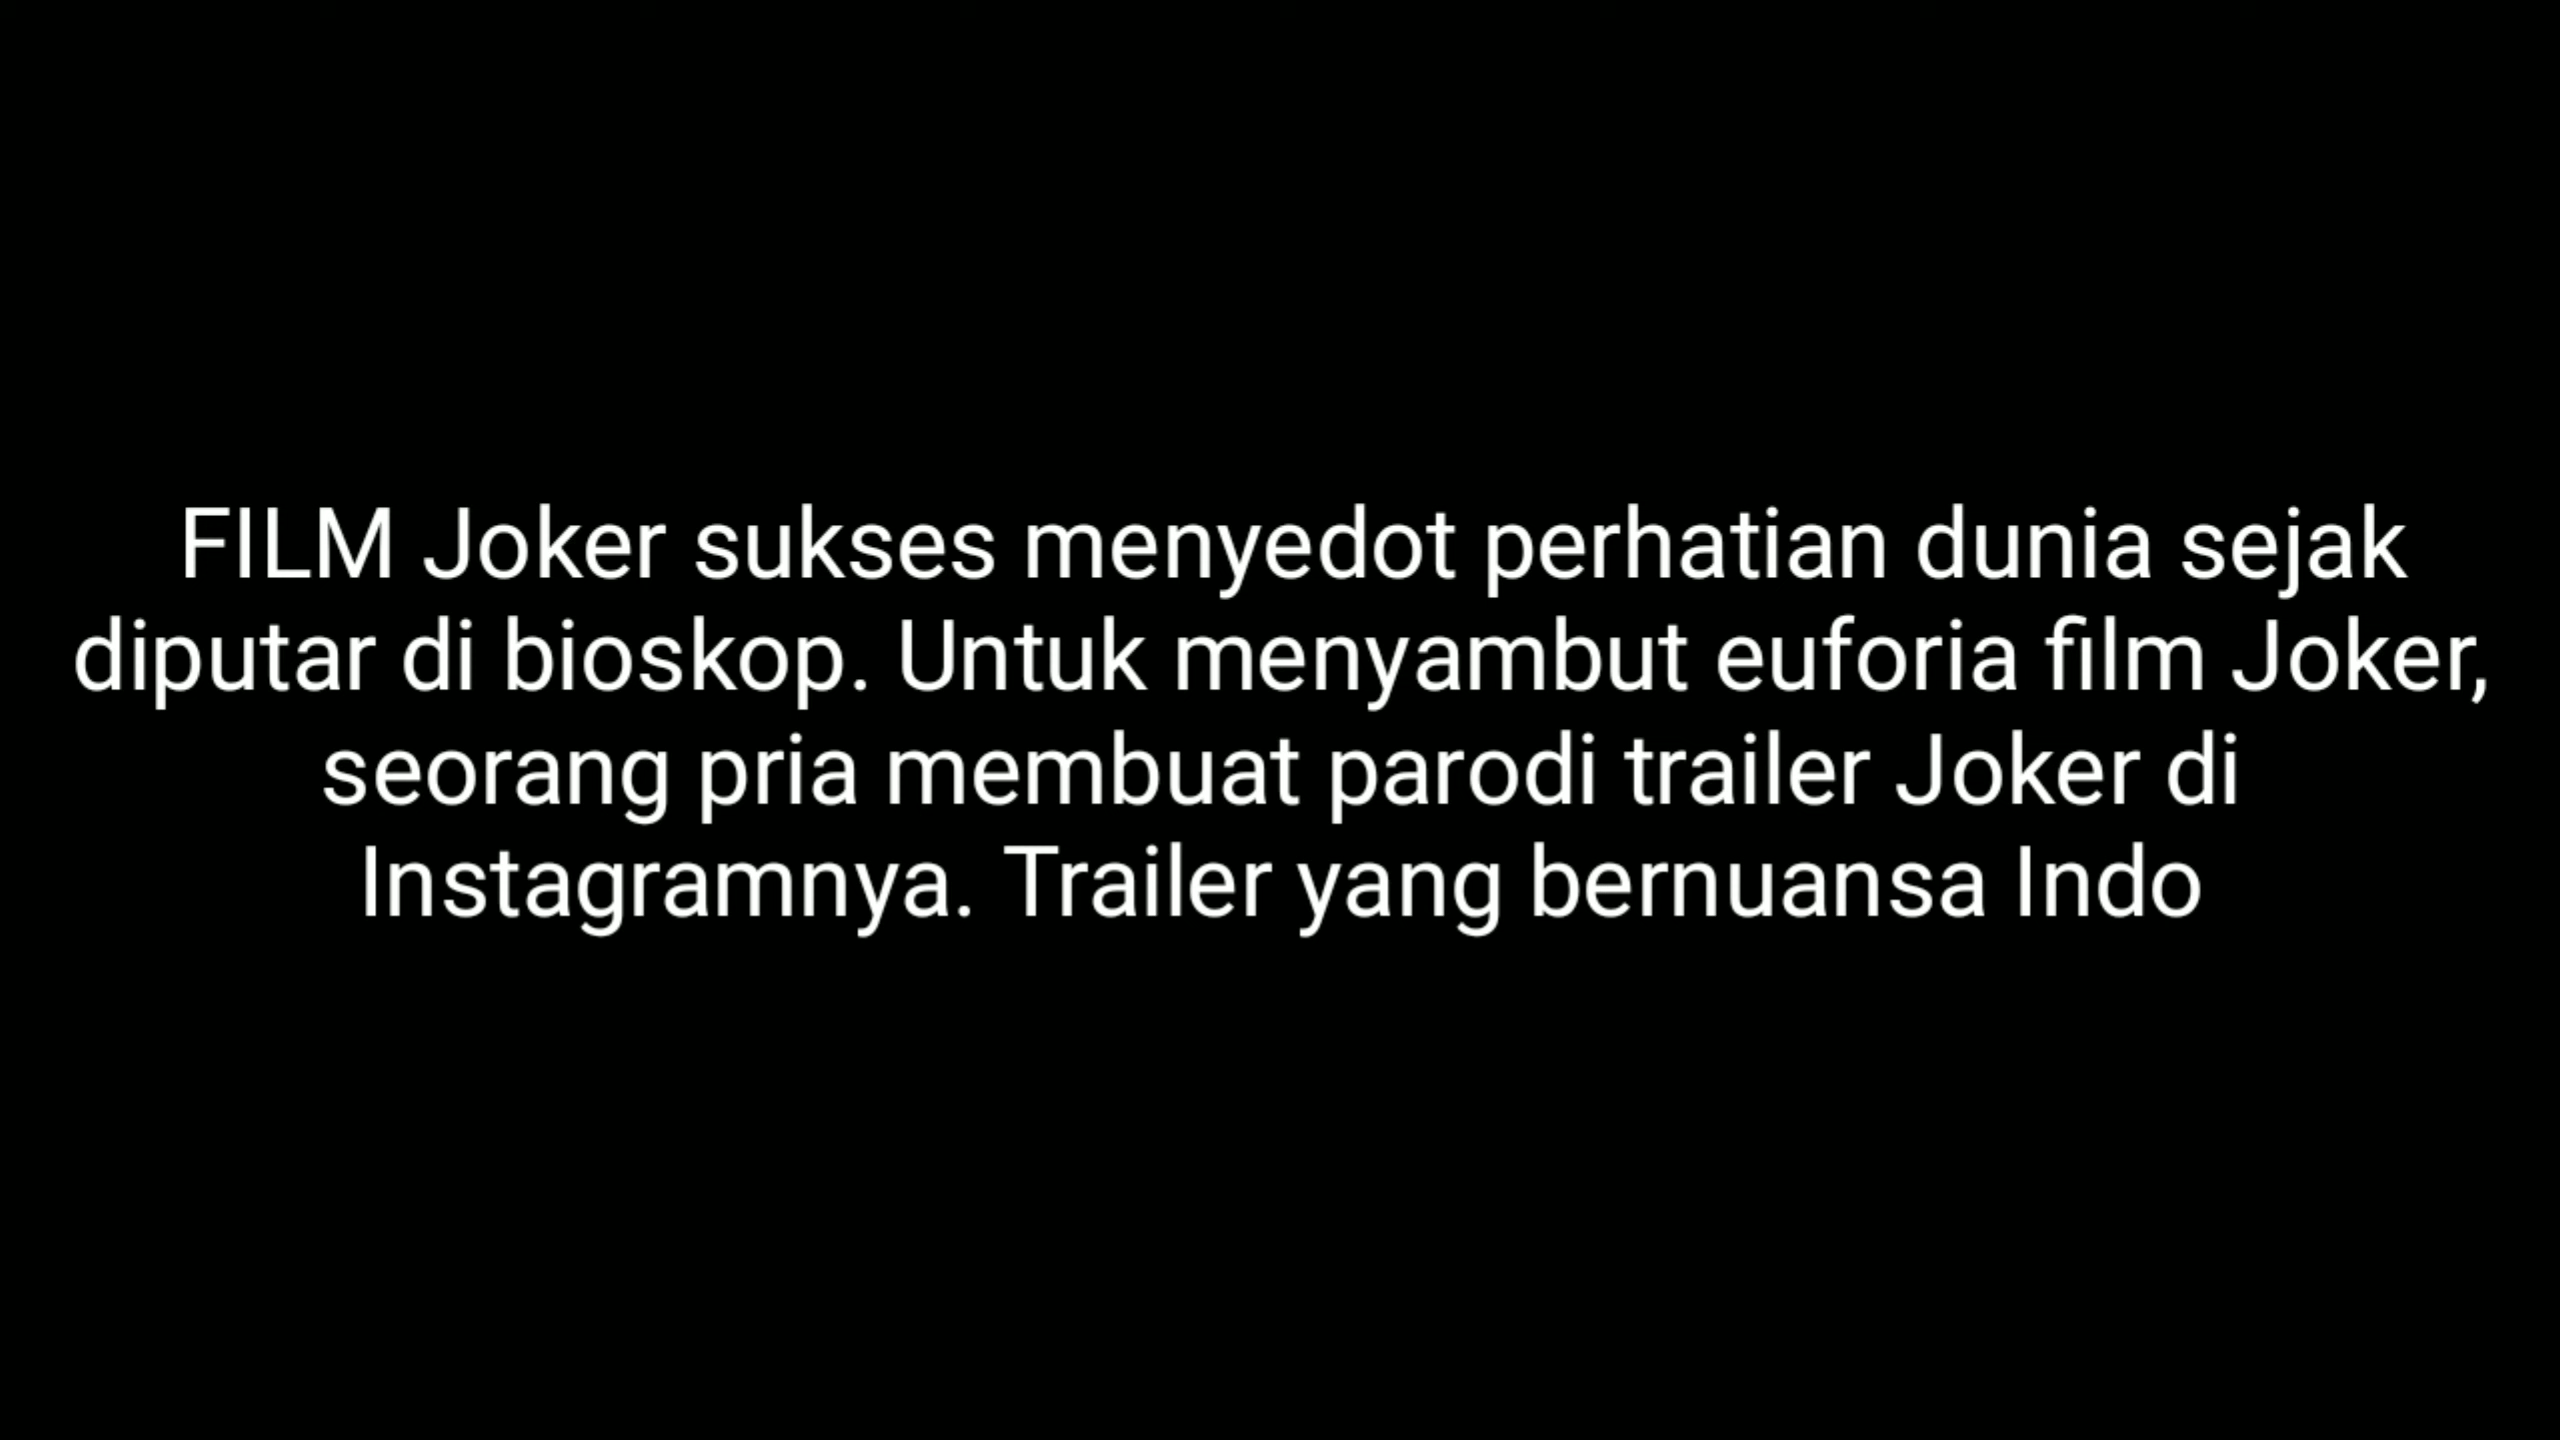 FILM Joker sukses menyedot perhatian dunia sejak
diputar di bioskop. Untuk menyambut euforia film Joker,
seorang pria membuat parodi trailer Joker di
Instagramnya. Trailer yang bernuansa Indo